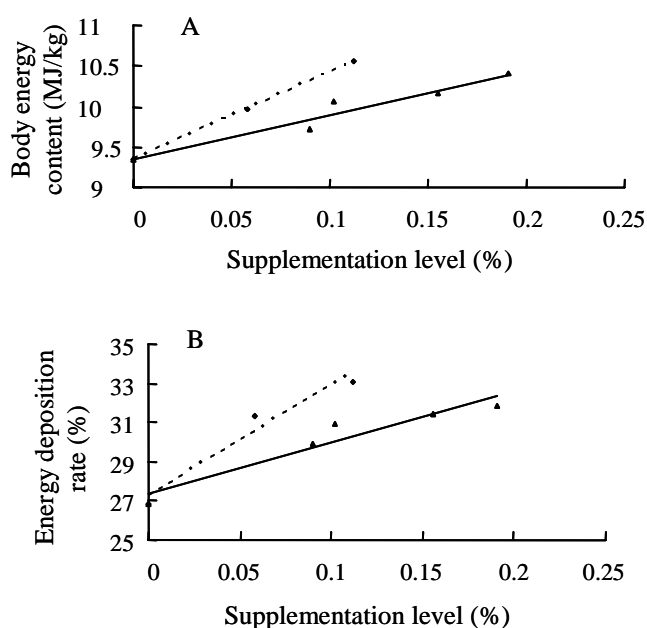 A
Body energy
content (MJ/kg)
11
10.5
10
9.5
9
0 0.05 0.1 0.15 0.2 0.25
Supplementation level (%)
B
Energy deposition
rate (%)
35
33
31
29
27
25
0 0.05 0.1 0.15 0.2 0.25
Supplementation level (%)